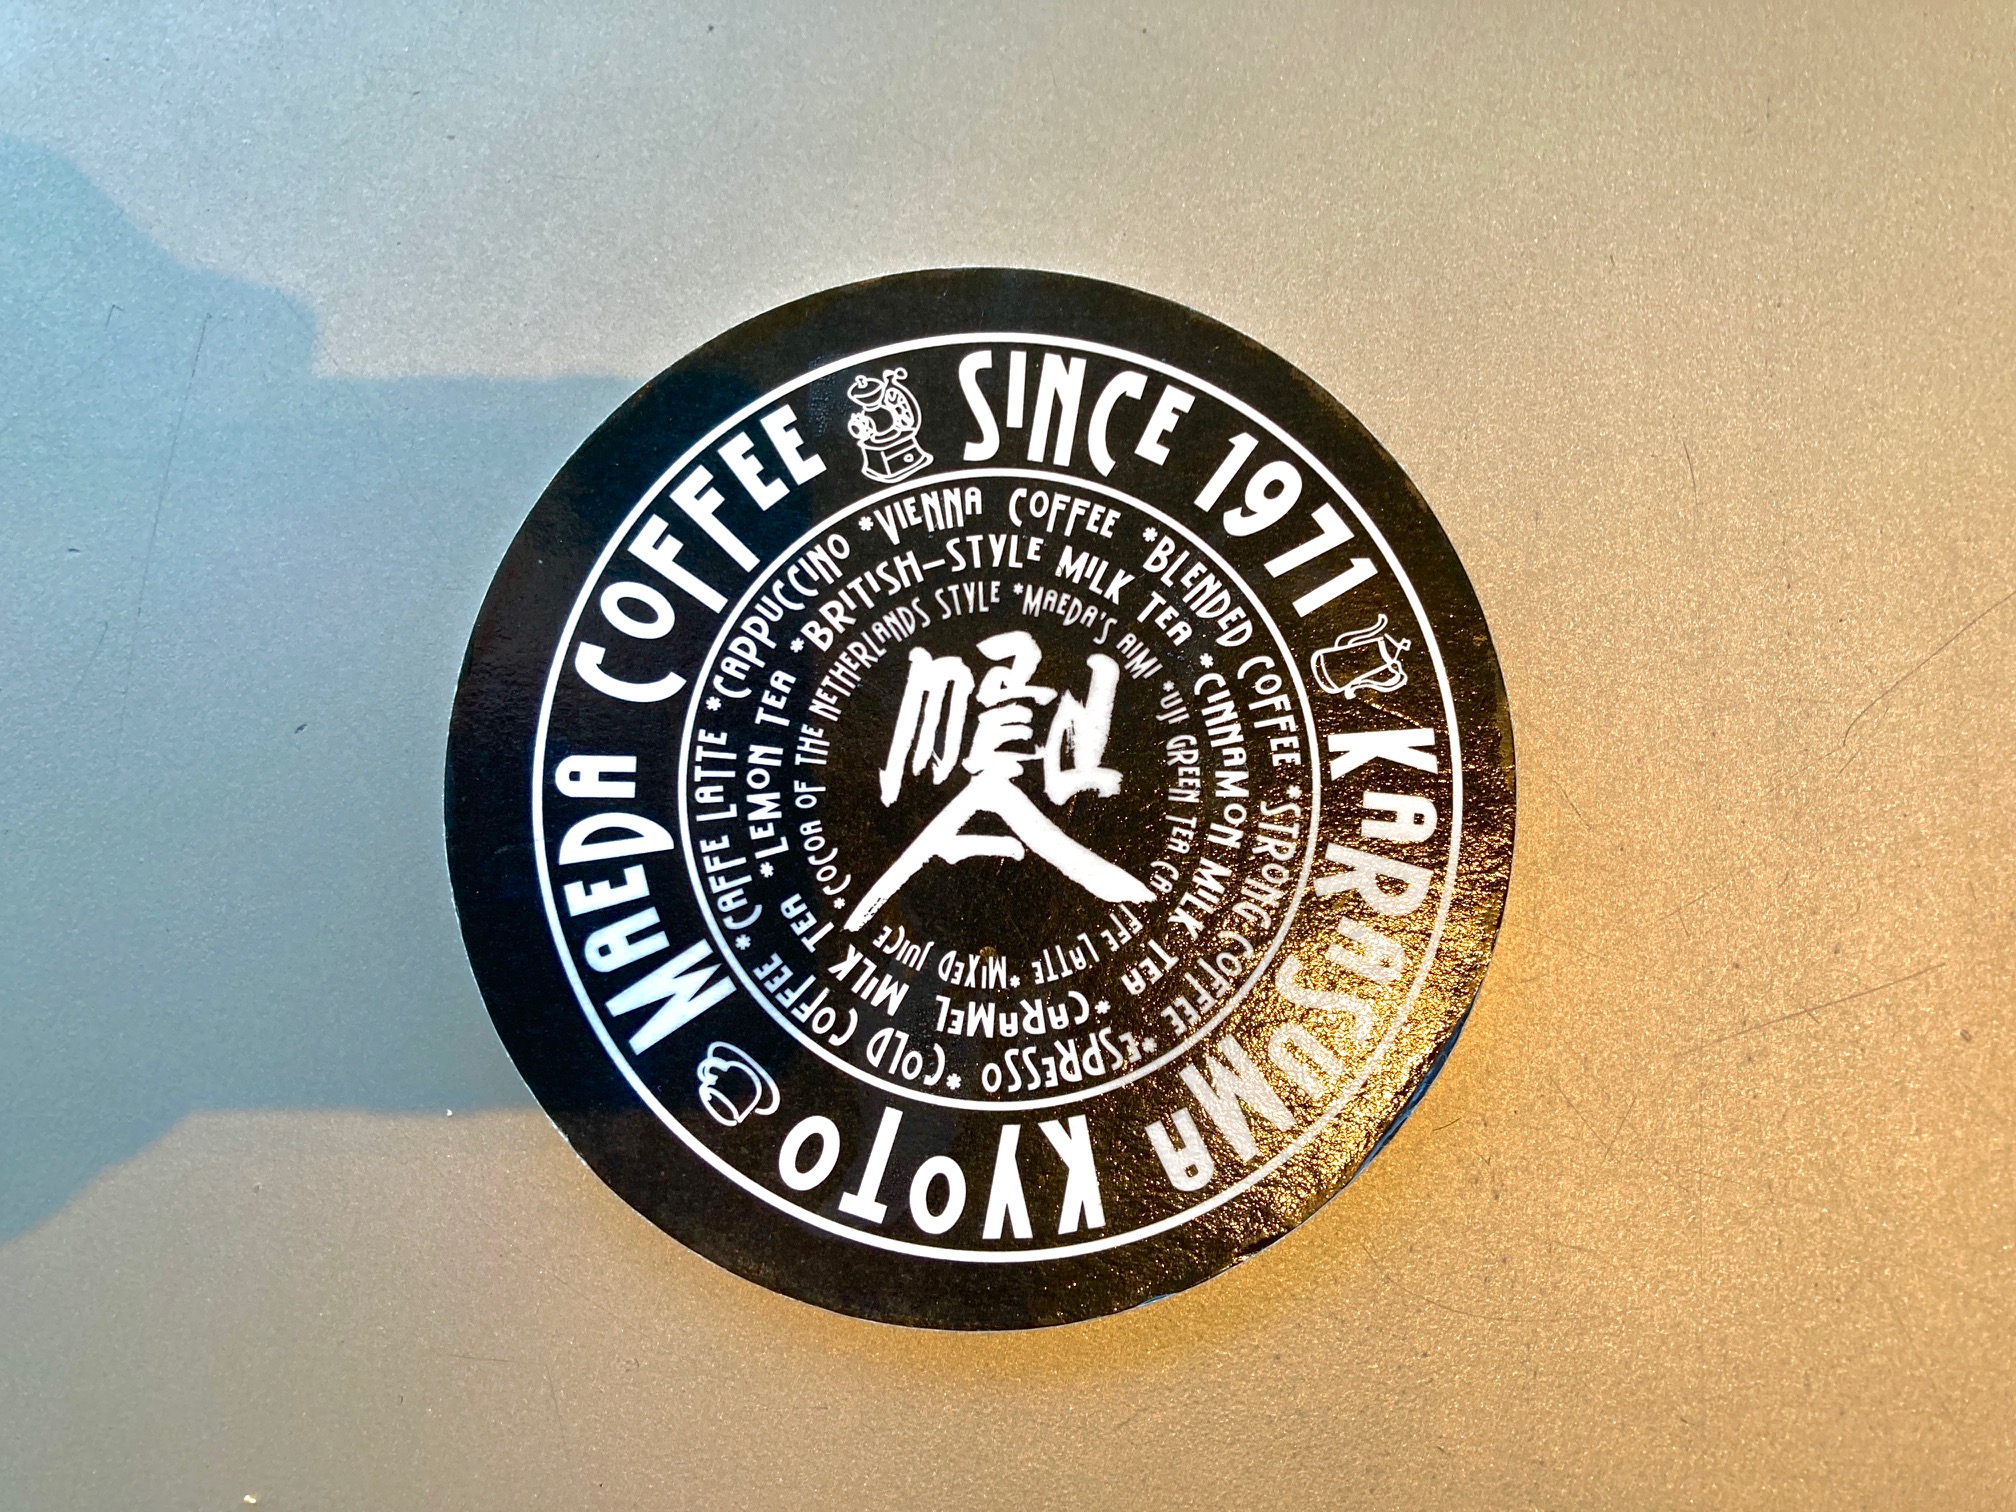 MAEDA COFFEE SINCE 1971 KARASUMA KYOTO
*VIENNA COFFEE *BLENDED COFFEE *STRONG COFFEE *ESPRESSO *COLD COFFEE *CAFFE LATTE *CAPPUCCINO
*BRITISH-STYLE MILK TEA *CINNAMON MILK TEA *CARAMEL MILK TEA *LEMON TEA
*COCOA OF THE NETHERLANDS STYLE *MAEDA'S AIMI *UJI GREEN TEA CAFFE LATTE *MIXED JUICE